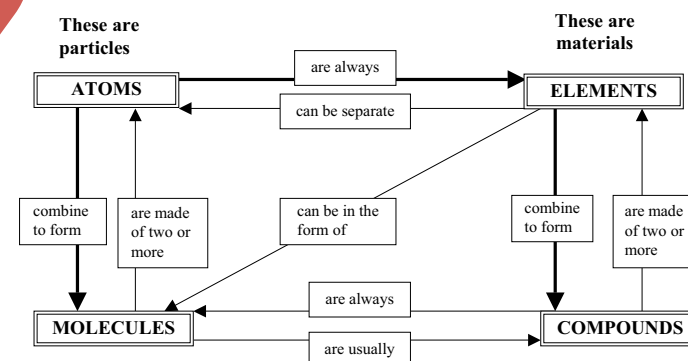 These are
particles
These are
materials
are always
ATOMS
ELEMENTS
can be separate
combine
to form
are made
of two or
more
can be in the
form of
combine
to form
are made
of two or
more
are always
MOLECULES
COMPOUNDS
are usually